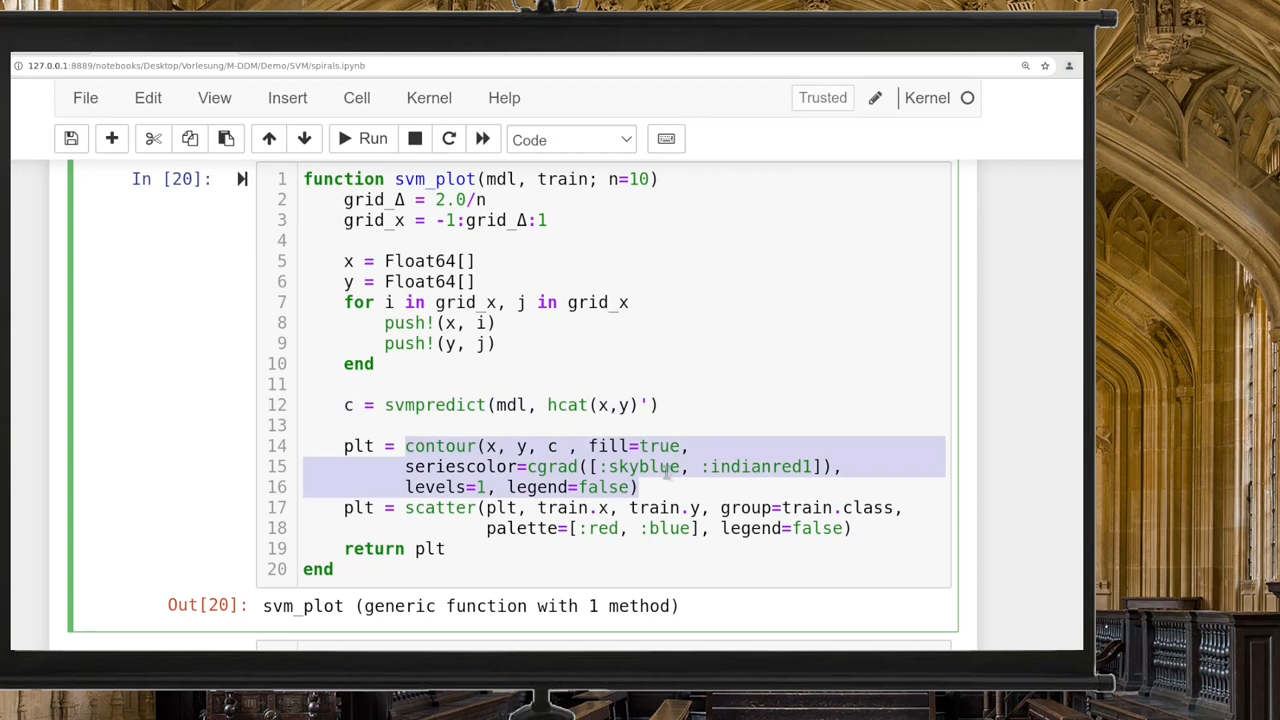 127.0.0.1:8889/notebooks/Desktop/Vorlesung/M-DDM/Demo/SVM/spirals.ipynb
File Edit View Insert Cell Kernel Help Trusted Kernel
Run Code
In [20]:
1 function svm_plot(mdl, train; n=10)
2 grid_Δ = 2.0/n
3 grid_x = -1:grid_Δ:1
4
5 x = Float64[]
6 y = Float64[]
7 for i in grid_x, j in grid_x
8 push!(x, i)
9 push!(y, j)
10 end
11
12 c = svmpredict(mdl, hcat(x,y)')
13
14 plt = contour(x, y, c , fill=true,
15 seriescolor=cgrad([:skyblue, :indianred1]),
16 levels=1, legend=false)
17 plt = scatter(plt, train.x, train.y, group=train.class,
18 palette=[:red, :blue], legend=false)
19 return plt
20 end
Out[20]: svm_plot (generic function with 1 method)